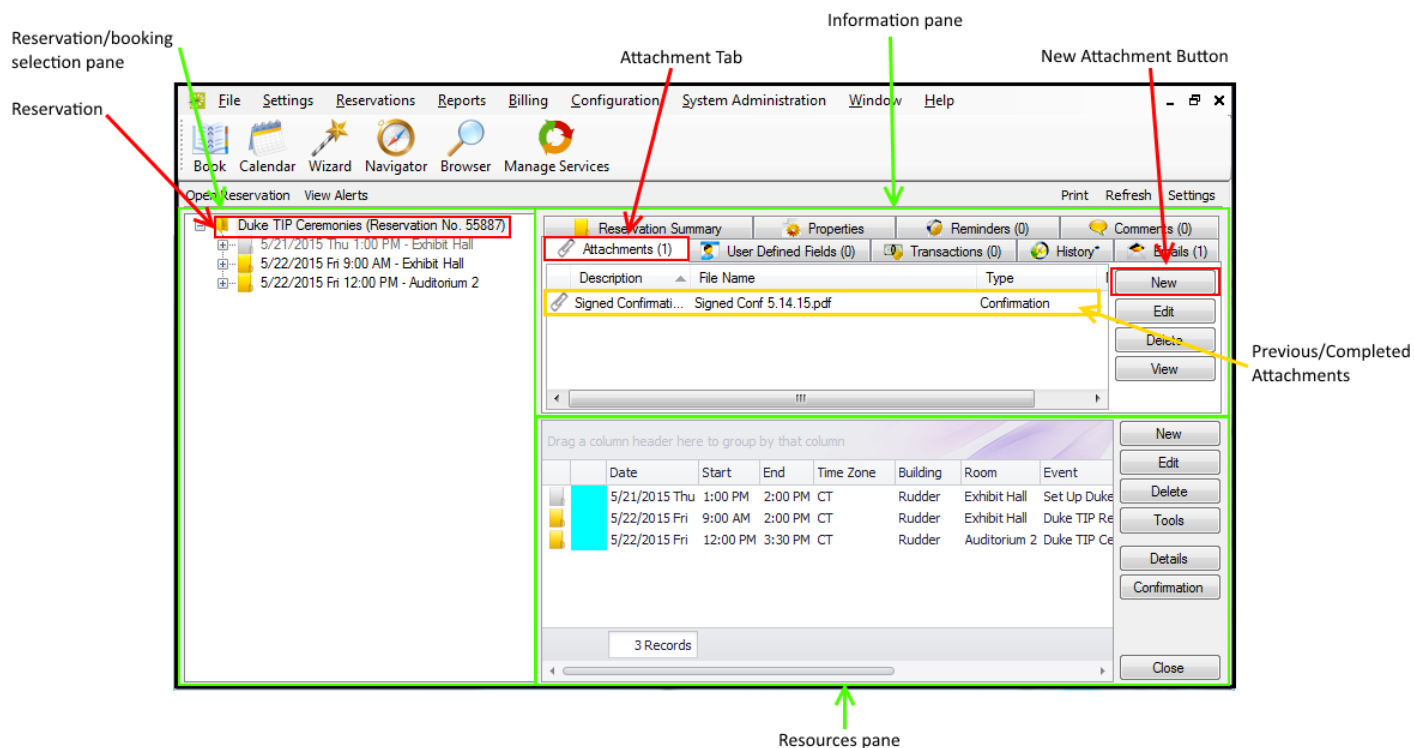 Information pane
Reservation/booking
selection pane
Attachment Tab
New Attachment Button
Reservation
File Settings Reservations Reports Billing Configuration System Administration Window Help
Book Calendar Wizard Navigator Browser Manage Services
Open Reservation View Alerts Print Refresh Settings
Duke TIP Ceremonies (Reservation No. 55887)
5/21/2015 Thu 1:00 PM - Exhibit Hall
5/22/2015 Fri 9:00 AM - Exhibit Hall
5/22/2015 Fri 12:00 PM - Auditorium 2
Reservation Summary Properties Reminders (0) Comments (0)
Attachments (1) User Defined Fields (0) Transactions (0) History* Emails (1)
Description File Name Type
Signed Confirmati... Signed Conf 5.14.15.pdf Confirmation
New
Edit
Delete
View
Previous/Completed
Attachments
Drag a column header here to group by that column
Date Start End Time Zone Building Room Event
5/21/2015 Thu 1:00 PM 2:00 PM CT Rudder Exhibit Hall Set Up Duke
5/22/2015 Fri 9:00 AM 2:00 PM CT Rudder Exhibit Hall Duke TIP Re
5/22/2015 Fri 12:00 PM 3:30 PM CT Rudder Auditorium 2 Duke TIP Ce
3 Records
New
Edit
Delete
Tools
Details
Confirmation
Close
Resources pane